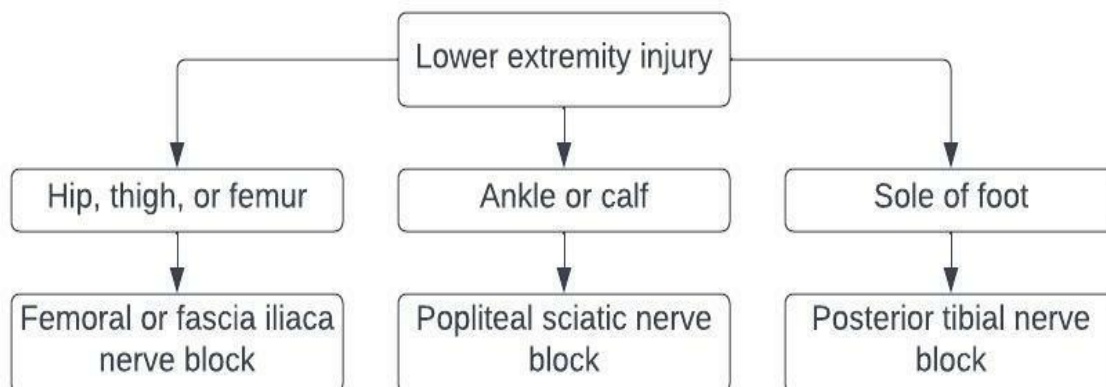 Lower extremity injury
Hip, thigh, or femur
Ankle or calf
Sole of foot
Femoral or fascia iliaca
nerve block
Popliteal sciatic nerve
block
Posterior tibial nerve
block